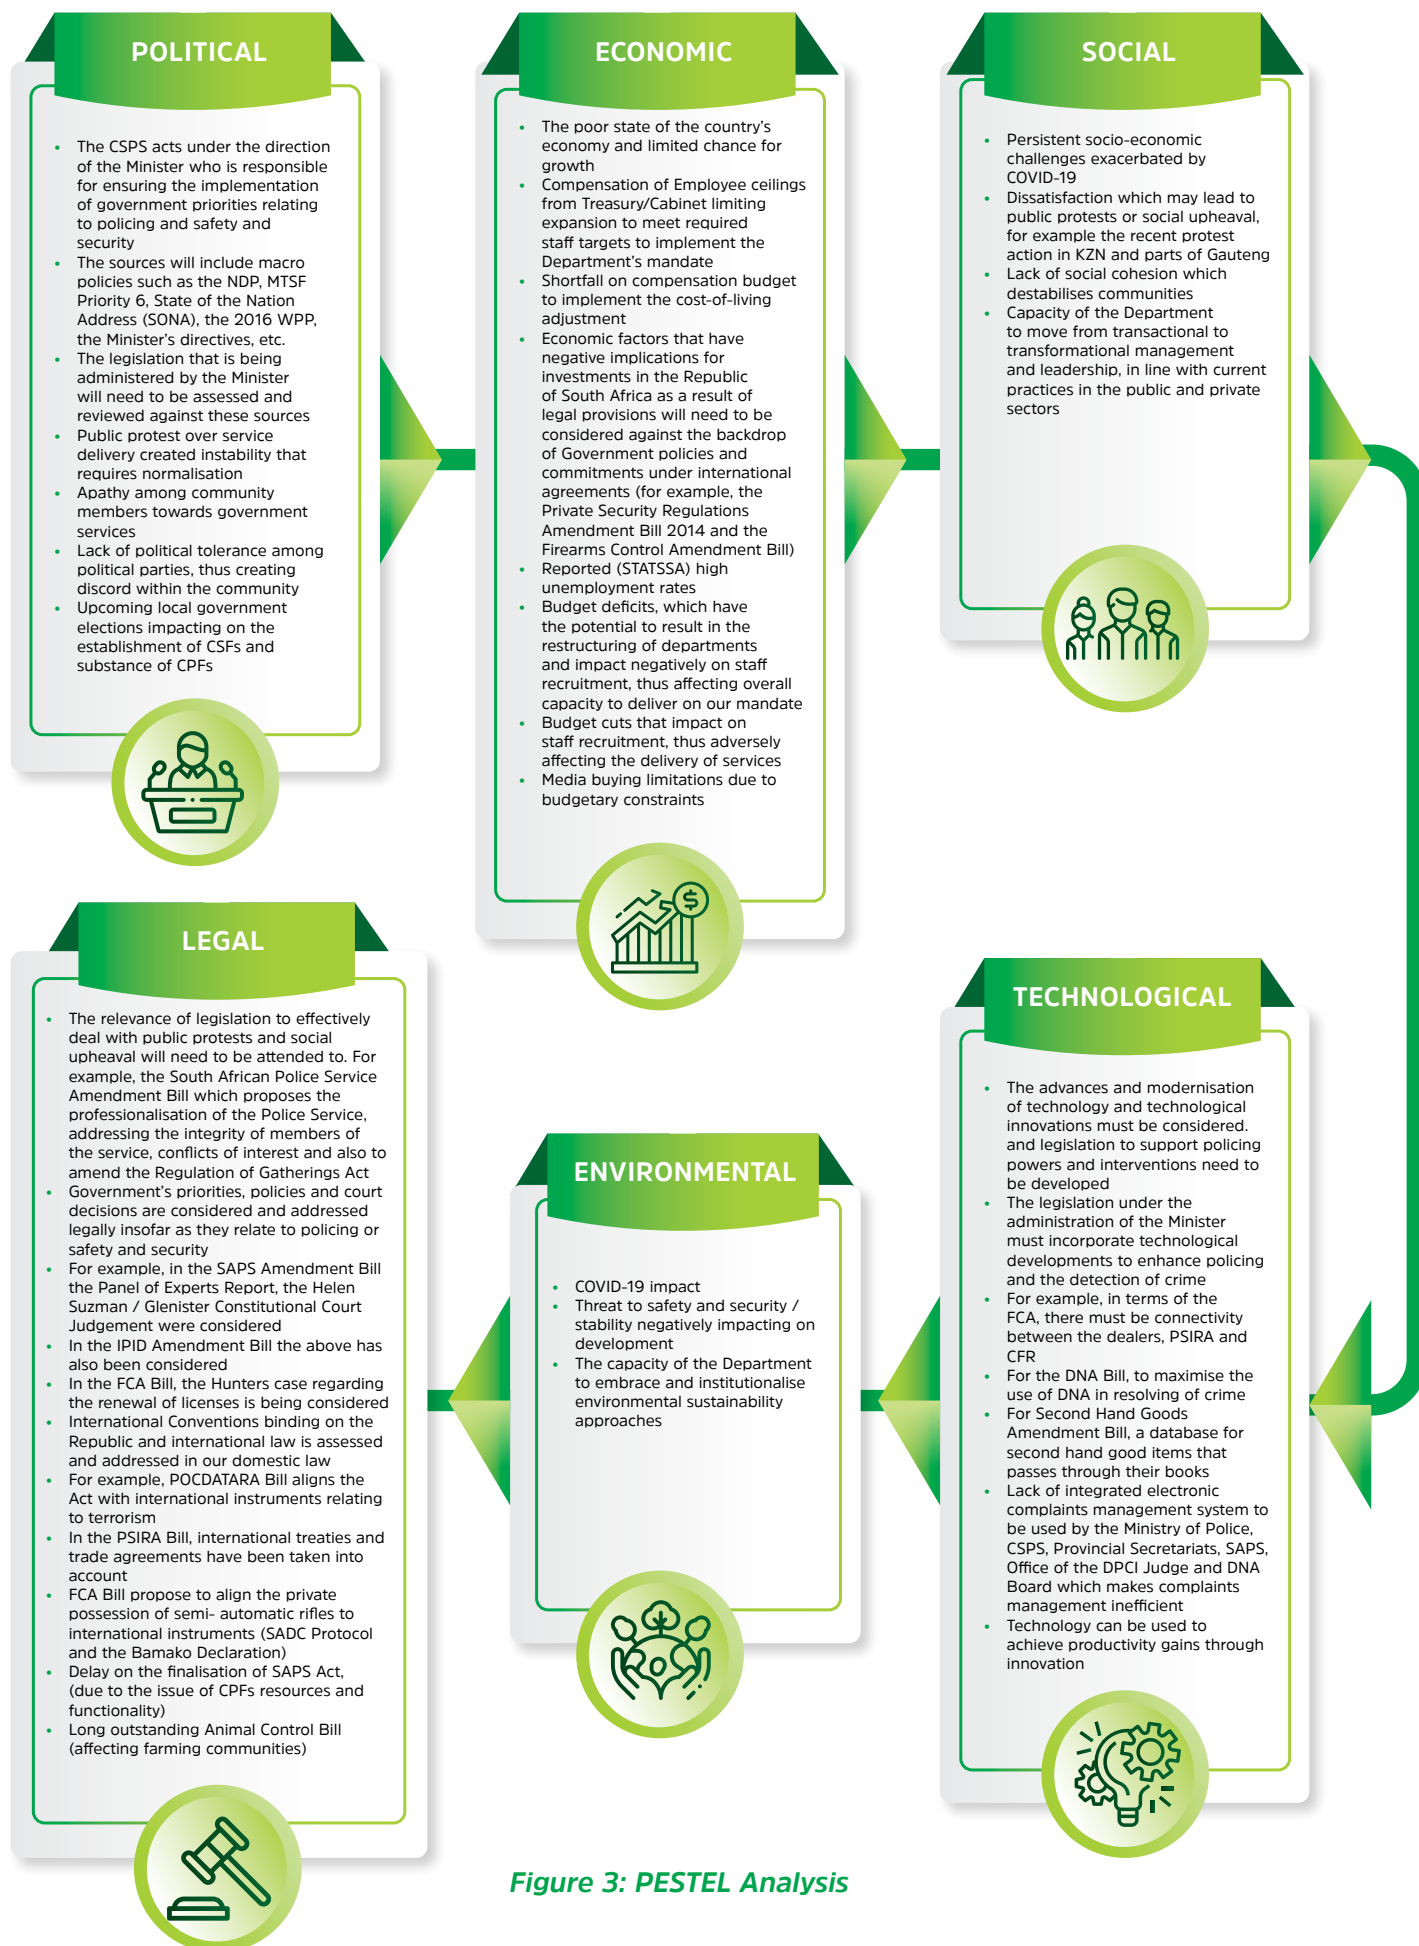 POLITICAL
• The CSPS acts under the direction
of the Minister who is responsible
for ensuring the implementation
of government priorities relating
to policing and safety and
security
• The sources will include macro
policies such as the NDP, MTSF
Priority 6, State of the Nation
Address (SONA), the 2016 WPP,
the Minister's directives, etc.
• The legislation that is being
administered by the Minister
will need to be assessed and
reviewed against these sources
• Public protest over service
delivery created instability that
requires normalisation
• Apathy among community
members towards government
services
• Lack of political tolerance among
political parties, thus creating
discord within the community
• Upcoming local government
elections impacting on the
establishment of CSFs and
substance of CPFs
ECONOMIC
• The poor state of the country's
economy and limited chance for
growth
• Compensation of Employee ceilings
from Treasury/Cabinet limiting
expansion to meet required
staff targets to implement the
Department's mandate
• Shortfall on compensation budget
to implement the cost-of-living
adjustment
• Economic factors that have
negative implications for
investments in the Republic
of South Africa as a result of
legal provisions will need to be
considered against the backdrop
of Government policies and
commitments under international
agreements (for example, the
Private Security Regulations
Amendment Bill 2014 and the
Firearms Control Amendment Bill)
• Reported (STATSSA) high
unemployment rates
• Budget deficits, which have
the potential to result in the
restructuring of departments
and impact negatively on staff
recruitment, thus affecting overall
capacity to deliver on our mandate
• Budget cuts that impact on
staff recruitment, thus adversely
affecting the delivery of services
• Media buying limitations due to
budgetary constraints
$
SOCIAL
• Persistent socio-economic
challenges exacerbated by
COVID-19
• Dissatisfaction which may lead to
public protests or social upheaval,
for example the recent protest
action in KZN and parts of Gauteng
• Lack of social cohesion which
destabilises communities
• Capacity of the Department
to move from transactional to
transformational management
and leadership, in line with current
practices in the public and private
sectors
TECHNOLOGICAL
• The advances and modernisation
of technology and technological
innovations must be considered.
and legislation to support policing
powers and interventions need to
be developed
• The legislation under the
administration of the Minister
must incorporate technological
developments to enhance policing
and the detection of crime
• For example, in terms of the
FCA, there must be connectivity
between the dealers, PSIRA and
CFR
• For the DNA Bill, to maximise the
use of DNA in resolving of crime
• For Second Hand Goods
Amendment Bill, a database for
second hand good items that
passes through their books
• Lack of integrated electronic
complaints management system to
be used by the Ministry of Police,
CSPS, Provincial Secretariats, SAPS,
Office of the DPCI Judge and DNA
Board which makes complaints
management inefficient
• Technology can be used to
achieve productivity gains through
innovation
ENVIRONMENTAL
• COVID-19 impact
• Threat to safety and security /
stability negatively impacting on
development
• The capacity of the Department
to embrace and institutionalise
environmental sustainability
approaches
LEGAL
• The relevance of legislation to effectively
deal with public protests and social
upheaval will need to be attended to. For
example, the South African Police Service
Amendment Bill which proposes the
professionalisation of the Police Service,
addressing the integrity of members of
the service, conflicts of interest and also to
amend the Regulation of Gatherings Act
• Government's priorities, policies and court
decisions are considered and addressed
legally insofar as they relate to policing or
safety and security
• For example, in the SAPS Amendment Bill
the Panel of Experts Report, the Helen
Suzman / Glenister Constitutional Court
Judgement were considered
• In the IPID Amendment Bill the above has
also been considered
• In the FCA Bill, the Hunters case regarding
the renewal of licenses is being considered
• International Conventions binding on the
Republic and international law is assessed
and addressed in our domestic law
• For example, POCDATARA Bill aligns the
Act with international instruments relating
to terrorism
• In the PSIRA Bill, international treaties and
trade agreements have been taken into
account
• FCA Bill propose to align the private
possession of semi- automatic rifles to
international instruments (SADC Protocol
and the Bamako Declaration)
• Delay on the finalisation of SAPS Act,
(due to the issue of CPFs resources and
functionality)
• Long outstanding Animal Control Bill
(affecting farming communities)
Figure 3: PESTEL Analysis